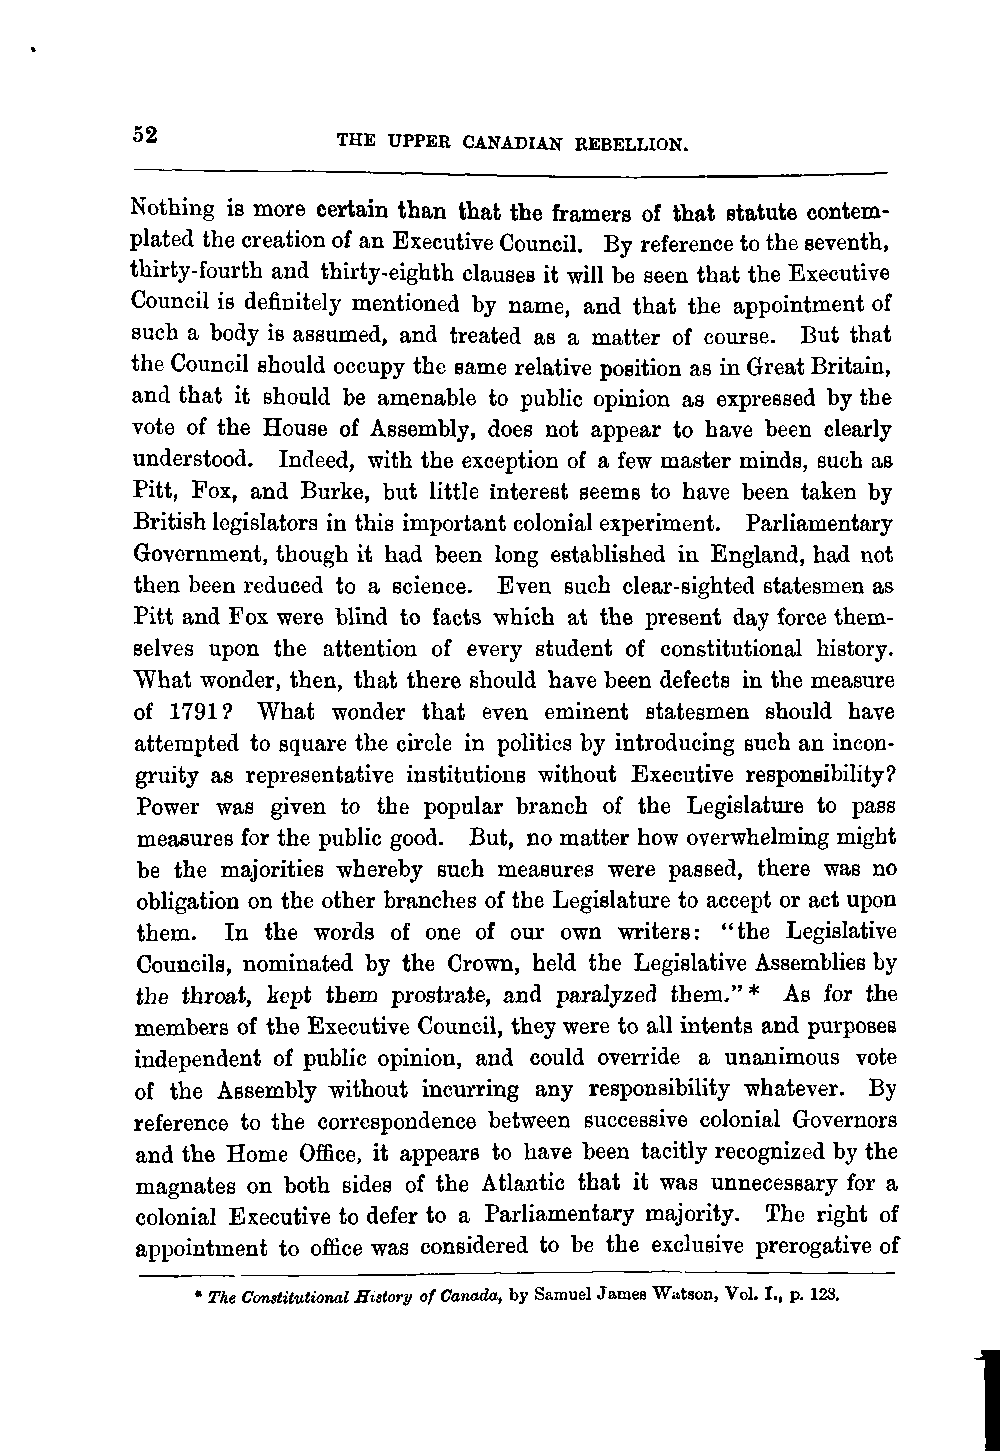 52
THE UPPER CANADIAN REBELLION.
Nothing is more certain than that the framers of that statute contem-
plated the creation of an Executive Council. By reference to the seventh,
thirty-fourth and thirty-eighth clauses it will be seen that the Executive
Council is definitely mentioned by name, and that the appointment of
such a body is assumed, and treated as a matter of course. But that
the Council should occupy the same relative position as in Great Britain,
and that it should be amenable to public opinion as expressed by the
vote of the House of Assembly, does not appear to have been clearly
understood. Indeed, with the exception of a few master minds, such as
Pitt, Fox, and Burke, but little interest seems to have been taken by
British legislators in this important colonial experiment. Parliamentary
Government, though it had been long established in England, had not
then been reduced to a science. Even such clear-sighted statesmen as
Pitt and Fox were blind to facts which at the present day force them-
selves upon the attention of every student of constitutional history.
What wonder, then, that there should have been defects in the measure
of 1791? What wonder that even eminent statesmen should have
attempted to square the circle in politics by introducing such an incon-
gruity as representative institutions without Executive responsibility?
Power was given to the popular branch of the Legislature to pass
measures for the public good. But, no matter how overwhelming might
be the majorities whereby such measures were passed, there was no
obligation on the other branches of the Legislature to accept or act upon
them. In the words of one of our own writers: "the Legislative
Councils, nominated by the Crown, held the Legislative Assemblies by
the throat, kept them prostrate, and paralyzed them."* As for the
members of the Executive Council, they were to all intents and purposes
independent of public opinion, and could override a unanimous vote
of the Assembly without incurring any responsibility whatever. By
reference to the correspondence between successive colonial Governors
and the Home Office, it appears to have been tacitly recognized by the
magnates on both sides of the Atlantic that it was unnecessary for a
colonial Executive to defer to a Parliamentary majority. The right of
appointment to office was considered to be the exclusive prerogative of
* The Constitutional History of Canada, by Samuel James Watson, Vol. I., p. 123.